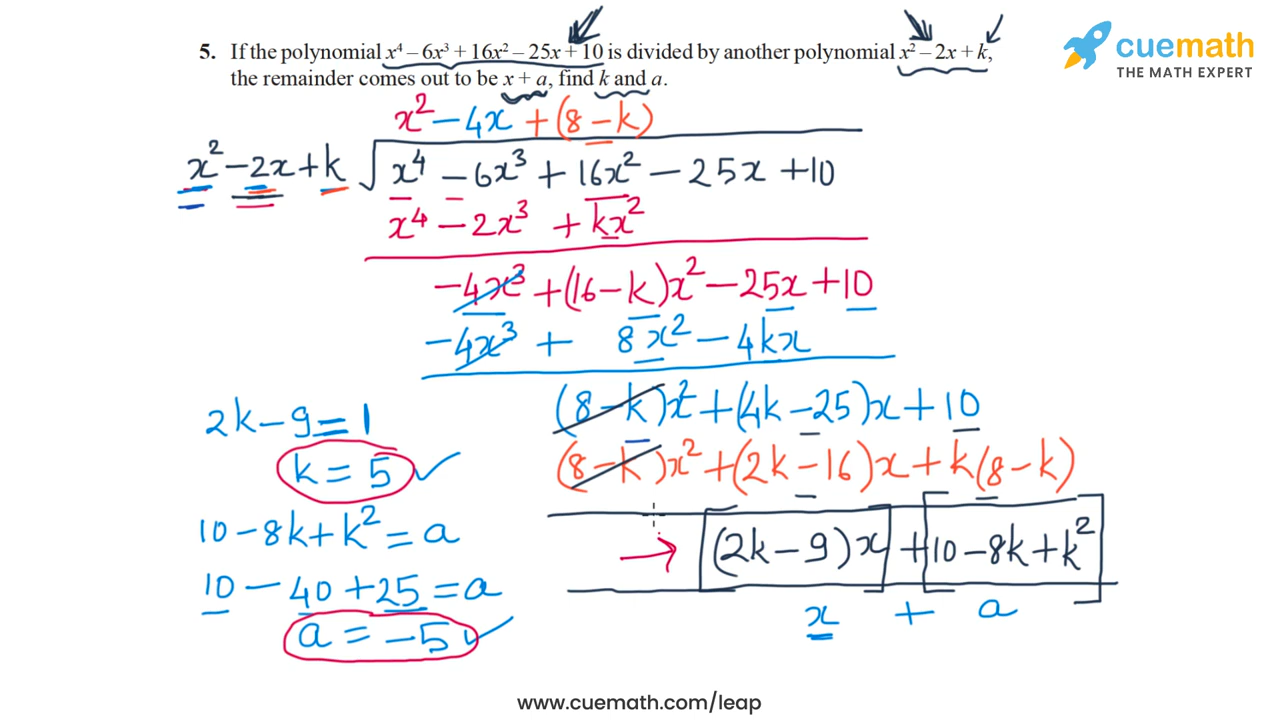 5. If the polynomial x⁴ – 6x³ + 16x² – 25x + 10 is divided by another polynomial x² – 2x + k,
the remainder comes out to be x + a, find k and a.
cuemath
THE MATH EXPERT
x² – 4x + (8 – k)
x² – 2x + k √ x⁴ – 6x³ + 16x² – 25x + 10
x⁴ – 2x³ + kx²
–4x³ + (16 – k)x² – 25x + 10
–4x³ + 8x² – 4kx
(8 – k)x² + (4k – 25)x + 10
(8 – k)x² + (2k – 16)x + k(8 – k)
→ (2k – 9)x + 10 – 8k + k²
x + a
2k – 9 = 1
k = 5 ✓
10 – 8k + k² = a
10 – 40 + 25 = a
a = –5 ✓
www.cuemath.com/leap